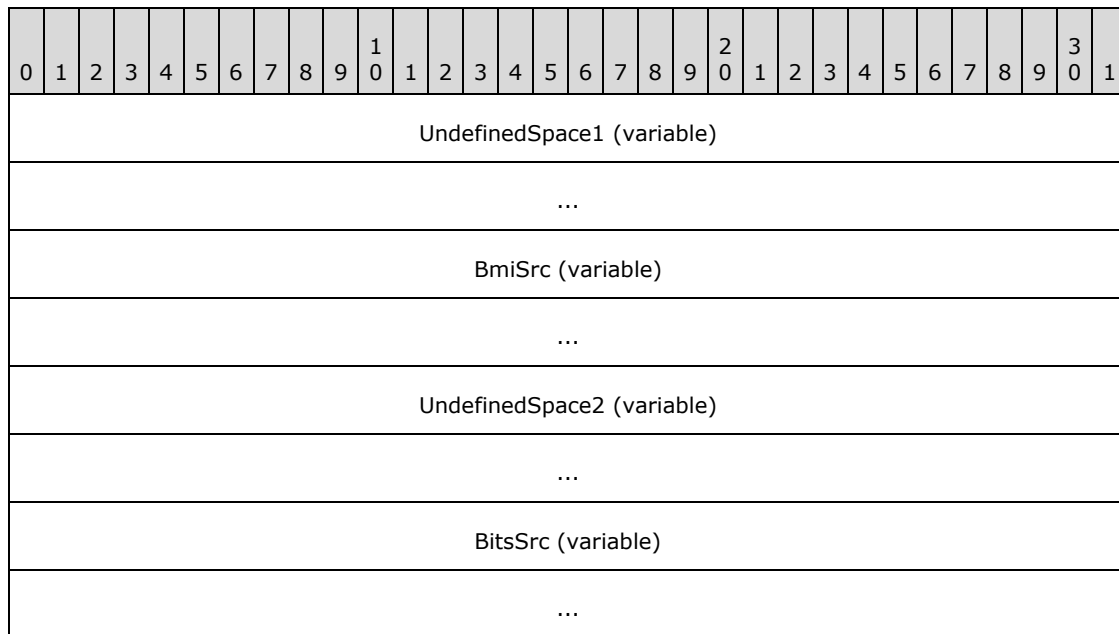 1 2 3
0 1 2 3 4 5 6 7 8 9 0 1 2 3 4 5 6 7 8 9 0 1 2 3 4 5 6 7 8 9 0 1
UndefinedSpace1 (variable)
...
BmiSrc (variable)
...
UndefinedSpace2 (variable)
...
BitsSrc (variable)
...